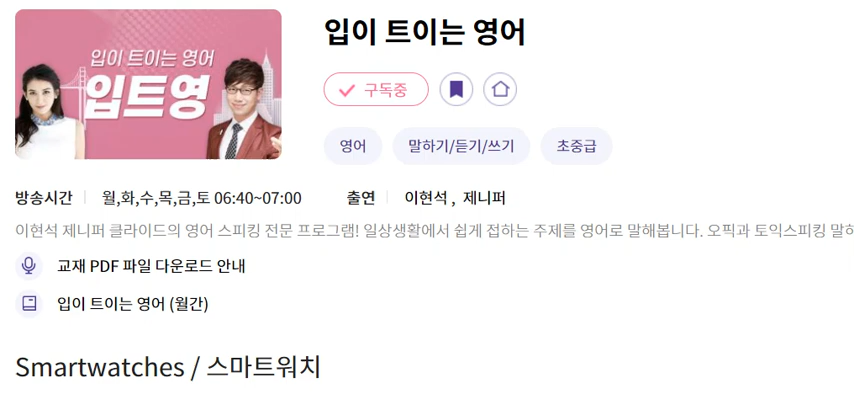 입이 트이는 영어
입이 트이는 영어
입트영
구독중
영어 말하기/듣기/쓰기 초중급
방송시간 월,화,수,목,금,토 06:40~07:00 출연 이현석 , 제니퍼
이현석 제니퍼 클라이드의 영어 스피킹 전문 프로그램! 일상생활에서 쉽게 접하는 주제를 영어로 말해봅니다. 오픽과 토익스피킹 말하
교재 PDF 파일 다운로드 안내
입이 트이는 영어 (월간)
Smartwatches / 스마트워치